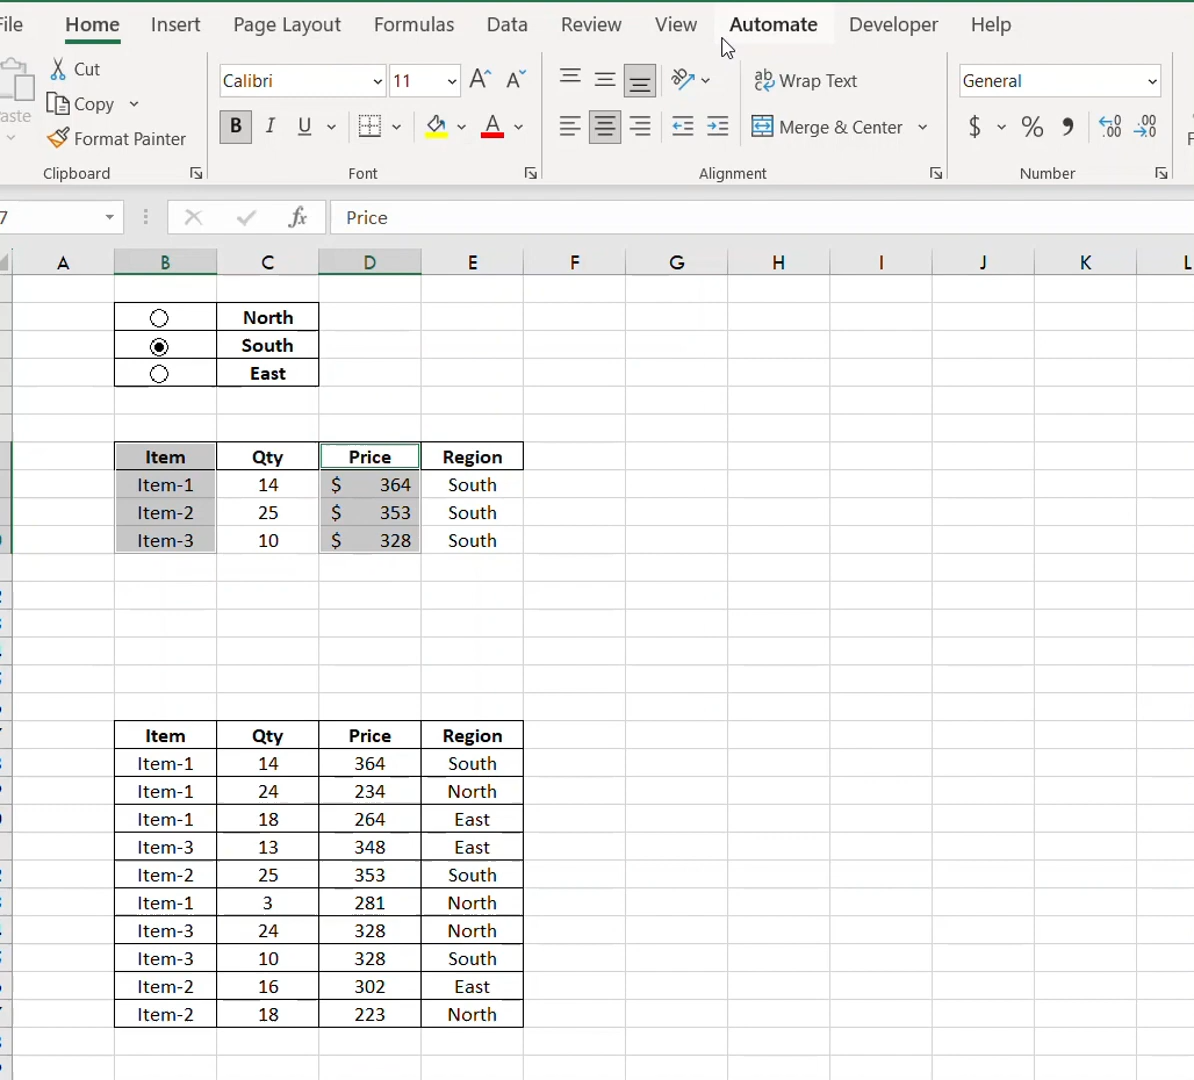 File Home Insert Page Layout Formulas Data Review View Automate Developer Help
Cut
Copy
Format Painter
Calibri 11
B I U
Wrap Text
Merge & Center
General
$ %
Clipboard Font Alignment Number
7 fx Price
A B C D E F G H I J K L
North
South
East
Item Qty Price Region
Item-1 14 $ 364 South
Item-2 25 $ 353 South
Item-3 10 $ 328 South
Item Qty Price Region
Item-1 14 364 South
Item-1 24 234 North
Item-1 18 264 East
Item-3 13 348 East
Item-2 25 353 South
Item-1 3 281 North
Item-3 24 328 North
Item-3 10 328 South
Item-2 16 302 East
Item-2 18 223 North